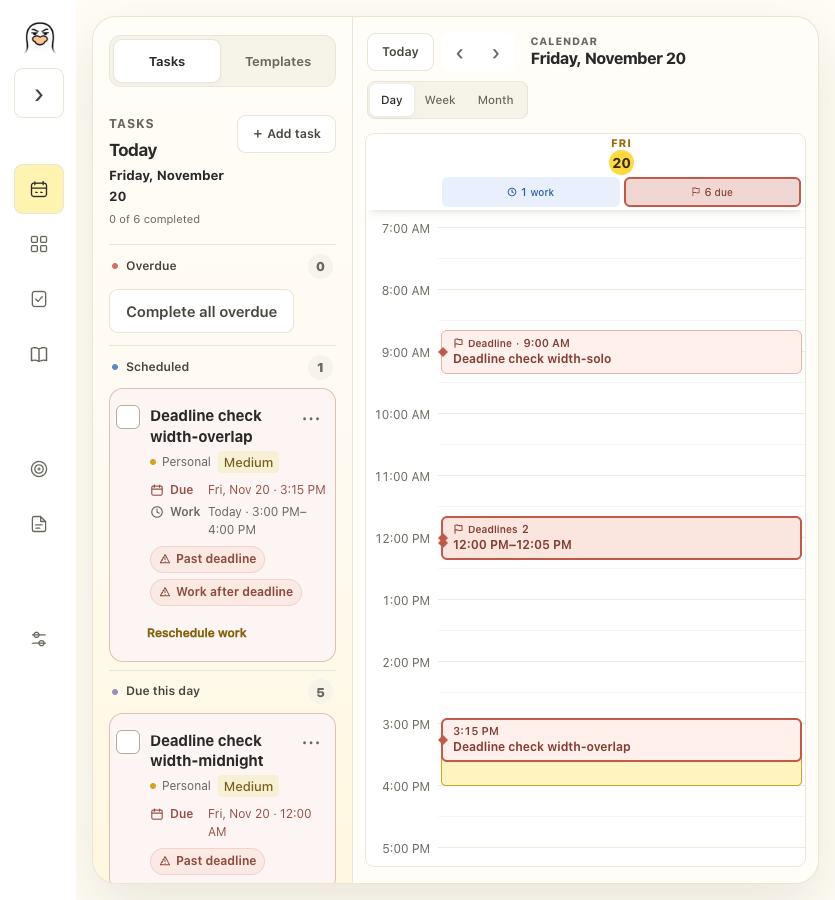 Tasks
Templates
TASKS
Today
Friday, November
20
0 of 6 completed
+ Add task
Overdue
0
Complete all overdue
Scheduled
1
Deadline check
width-overlap
Personal
Medium
Due
Fri, Nov 20 · 3:15 PM
Work
Today · 3:00 PM–
4:00 PM
Past deadline
Work after deadline
Reschedule work
Due this day
5
Deadline check
width-midnight
Personal
Medium
Due
Fri, Nov 20 · 12:00
AM
Past deadline
Today
CALENDAR
Friday, November 20
Day
Week
Month
FRI
20
1 work
6 due
7:00 AM
8:00 AM
9:00 AM
Deadline · 9:00 AM
Deadline check width-solo
10:00 AM
11:00 AM
12:00 PM
Deadlines 2
12:00 PM–12:05 PM
1:00 PM
2:00 PM
3:00 PM
3:15 PM
Deadline check width-overlap
4:00 PM
5:00 PM